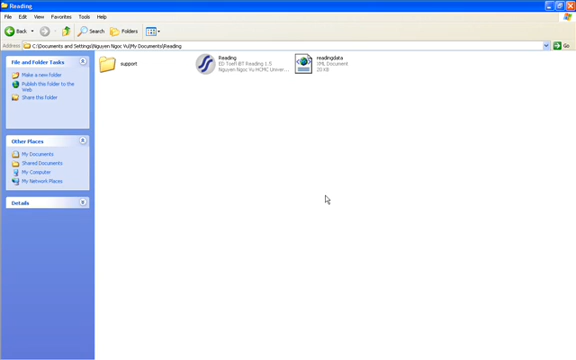 Reading
File Edit View Favorites Tools Help
Back Search Folders
Address C:\Documents and Settings\Nguyen Ngoc Vu\My Documents\Reading Go
File and Folder Tasks
Make a new folder
Publish this folder to the
Web
Share this folder
Other Places
My Documents
Shared Documents
My Computer
My Network Places
Details
support
Reading
ED Toefl iBT Reading 1.5
Nguyen Ngoc Vu-HCMC Univer...
readingdata
XML Document
20 KB